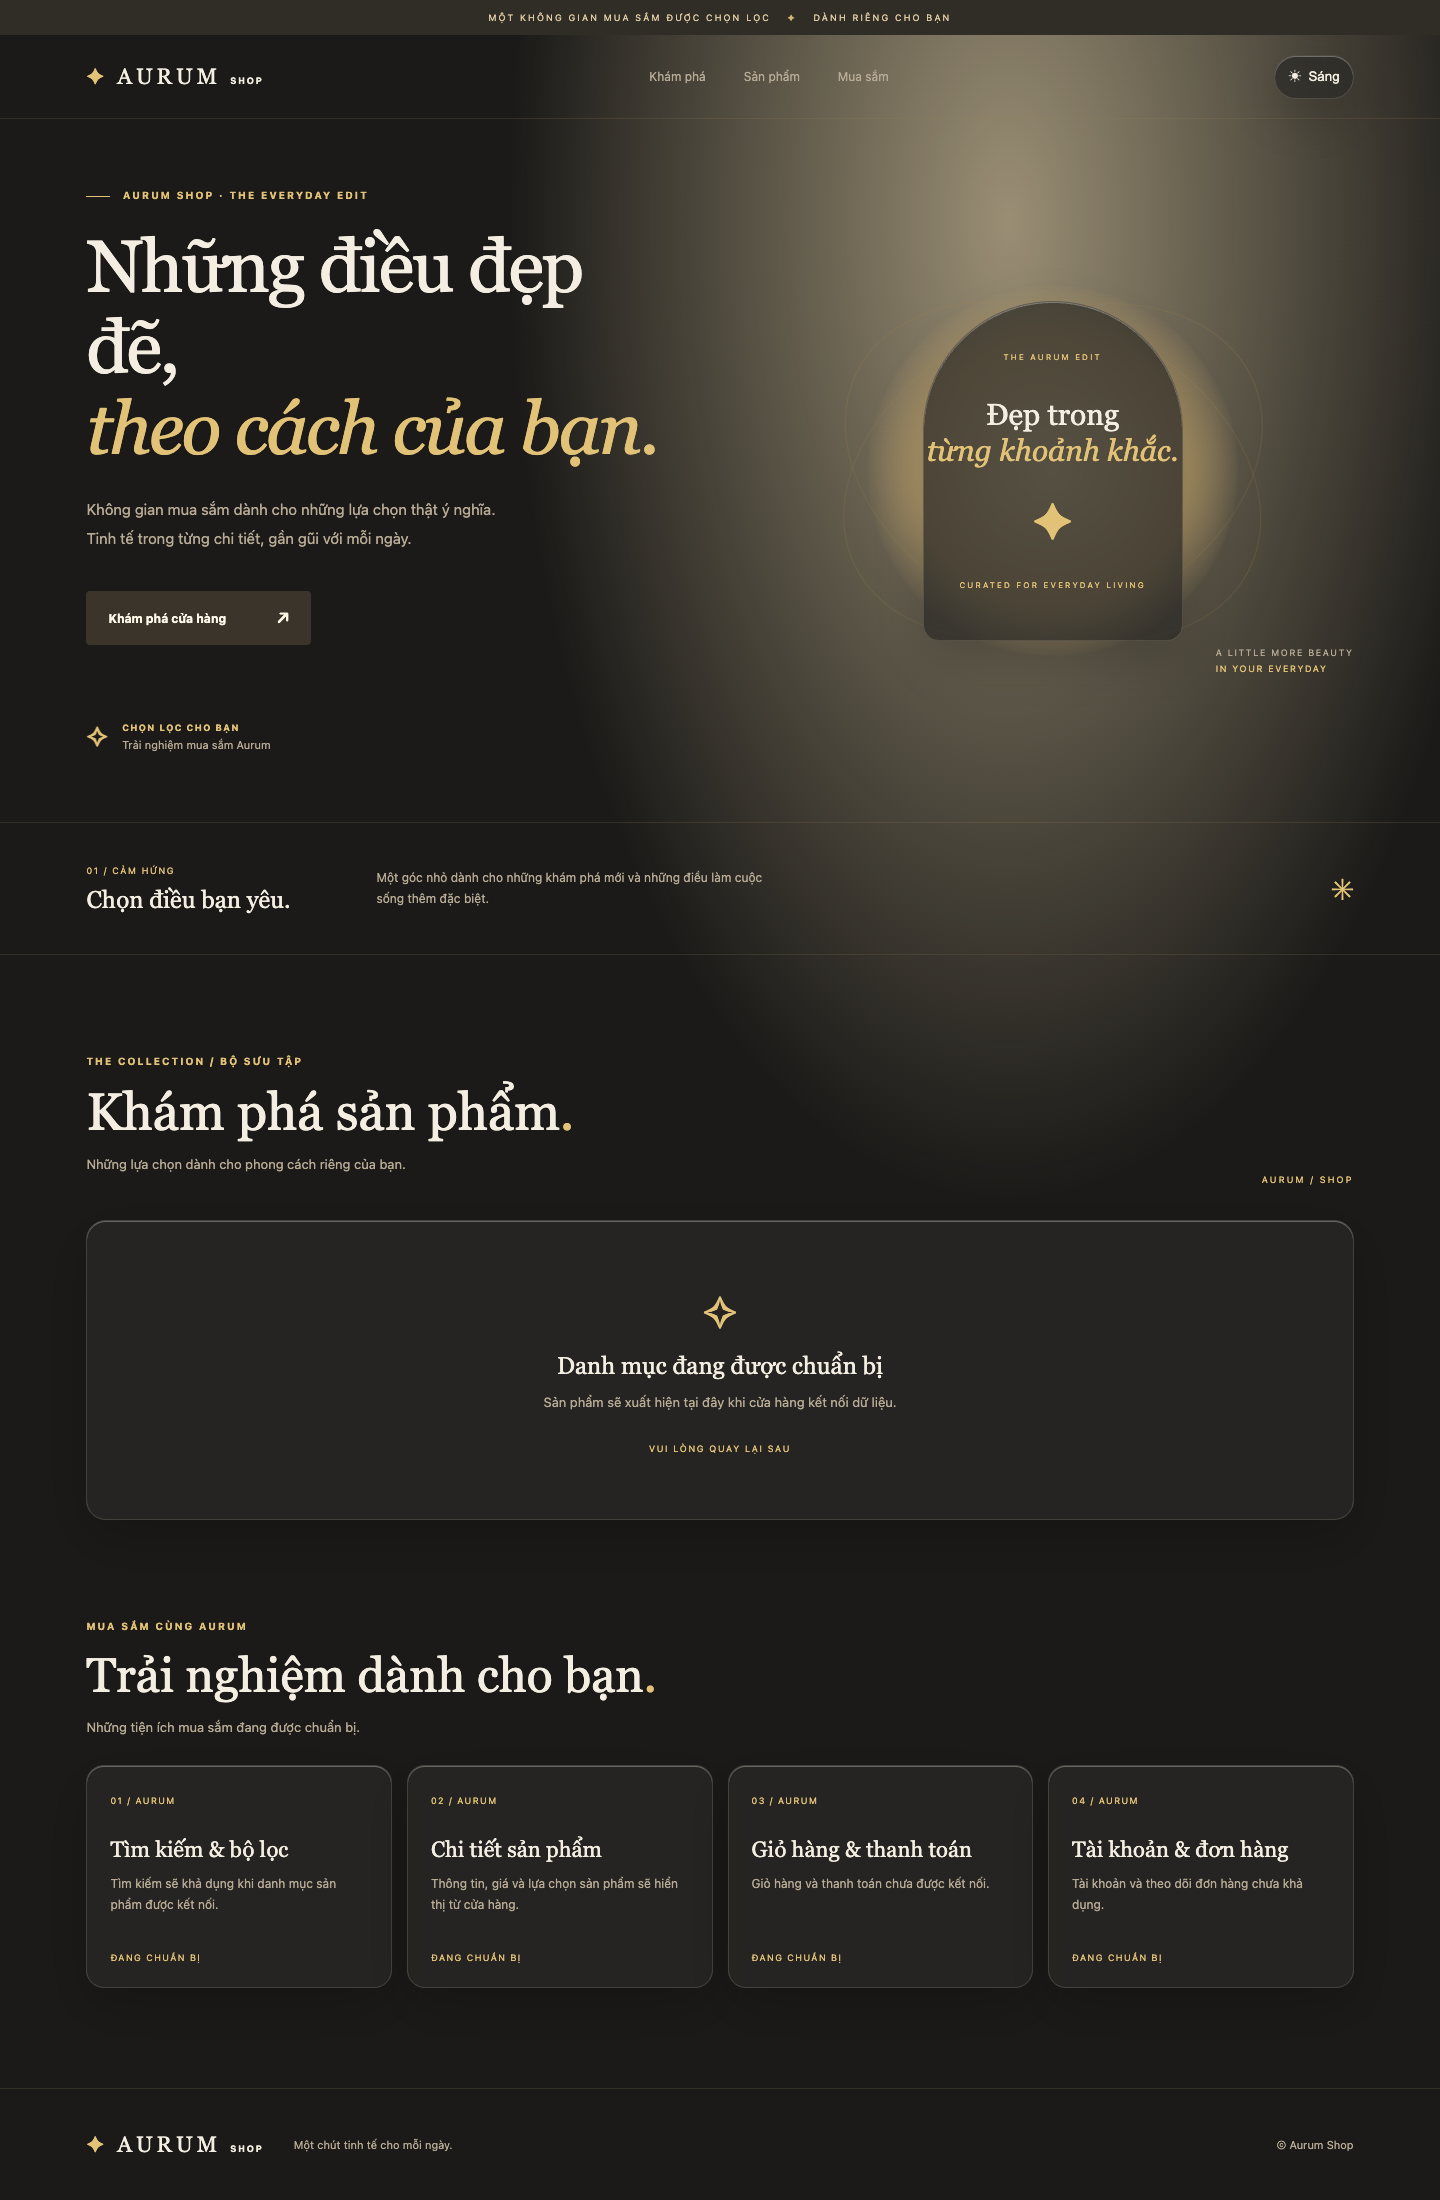 MỘT KHÔNG GIAN MUA SẮM ĐƯỢC CHỌN LỌC ✦ DÀNH RIÊNG CHO BẠN
AURUM SHOP
Khám phá
Sản phẩm
Mua sắm
Sáng
AURUM SHOP · THE EVERYDAY EDIT
Những điều đẹp
đẽ,
theo cách của bạn.
Không gian mua sắm dành cho những lựa chọn thật ý nghĩa.
Tinh tế trong từng chi tiết, gần gũi với mỗi ngày.
Khám phá cửa hàng
CHỌN LỌC CHO BẠN
Trải nghiệm mua sắm Aurum
THE AURUM EDIT
Đẹp trong
từng khoảnh khắc.
CURATED FOR EVERYDAY LIVING
A LITTLE MORE BEAUTY
IN YOUR EVERYDAY
01 / CẢM HỨNG
Chọn điều bạn yêu.
Một góc nhỏ dành cho những khám phá mới và những điều làm cuộc
sống thêm đặc biệt.
THE COLLECTION / BỘ SƯU TẬP
Khám phá sản phẩm.
Những lựa chọn dành cho phong cách riêng của bạn.
AURUM / SHOP
Danh mục đang được chuẩn bị
Sản phẩm sẽ xuất hiện tại đây khi cửa hàng kết nối dữ liệu.
VUI LÒNG QUAY LẠI SAU
MUA SẮM CÙNG AURUM
Trải nghiệm dành cho bạn.
Những tiện ích mua sắm đang được chuẩn bị.
01 / AURUM
Tìm kiếm & bộ lọc
Tìm kiếm sẽ khả dụng khi danh mục sản
phẩm được kết nối.
ĐANG CHUẨN BỊ
02 / AURUM
Chi tiết sản phẩm
Thông tin, giá và lựa chọn sản phẩm sẽ hiển
thị từ cửa hàng.
ĐANG CHUẨN BỊ
03 / AURUM
Giỏ hàng & thanh toán
Giỏ hàng và thanh toán chưa được kết nối.
ĐANG CHUẨN BỊ
04 / AURUM
Tài khoản & đơn hàng
Tài khoản và theo dõi đơn hàng chưa khả
dụng.
ĐANG CHUẨN BỊ
AURUM SHOP
Một chút tinh tế cho mỗi ngày.
© Aurum Shop